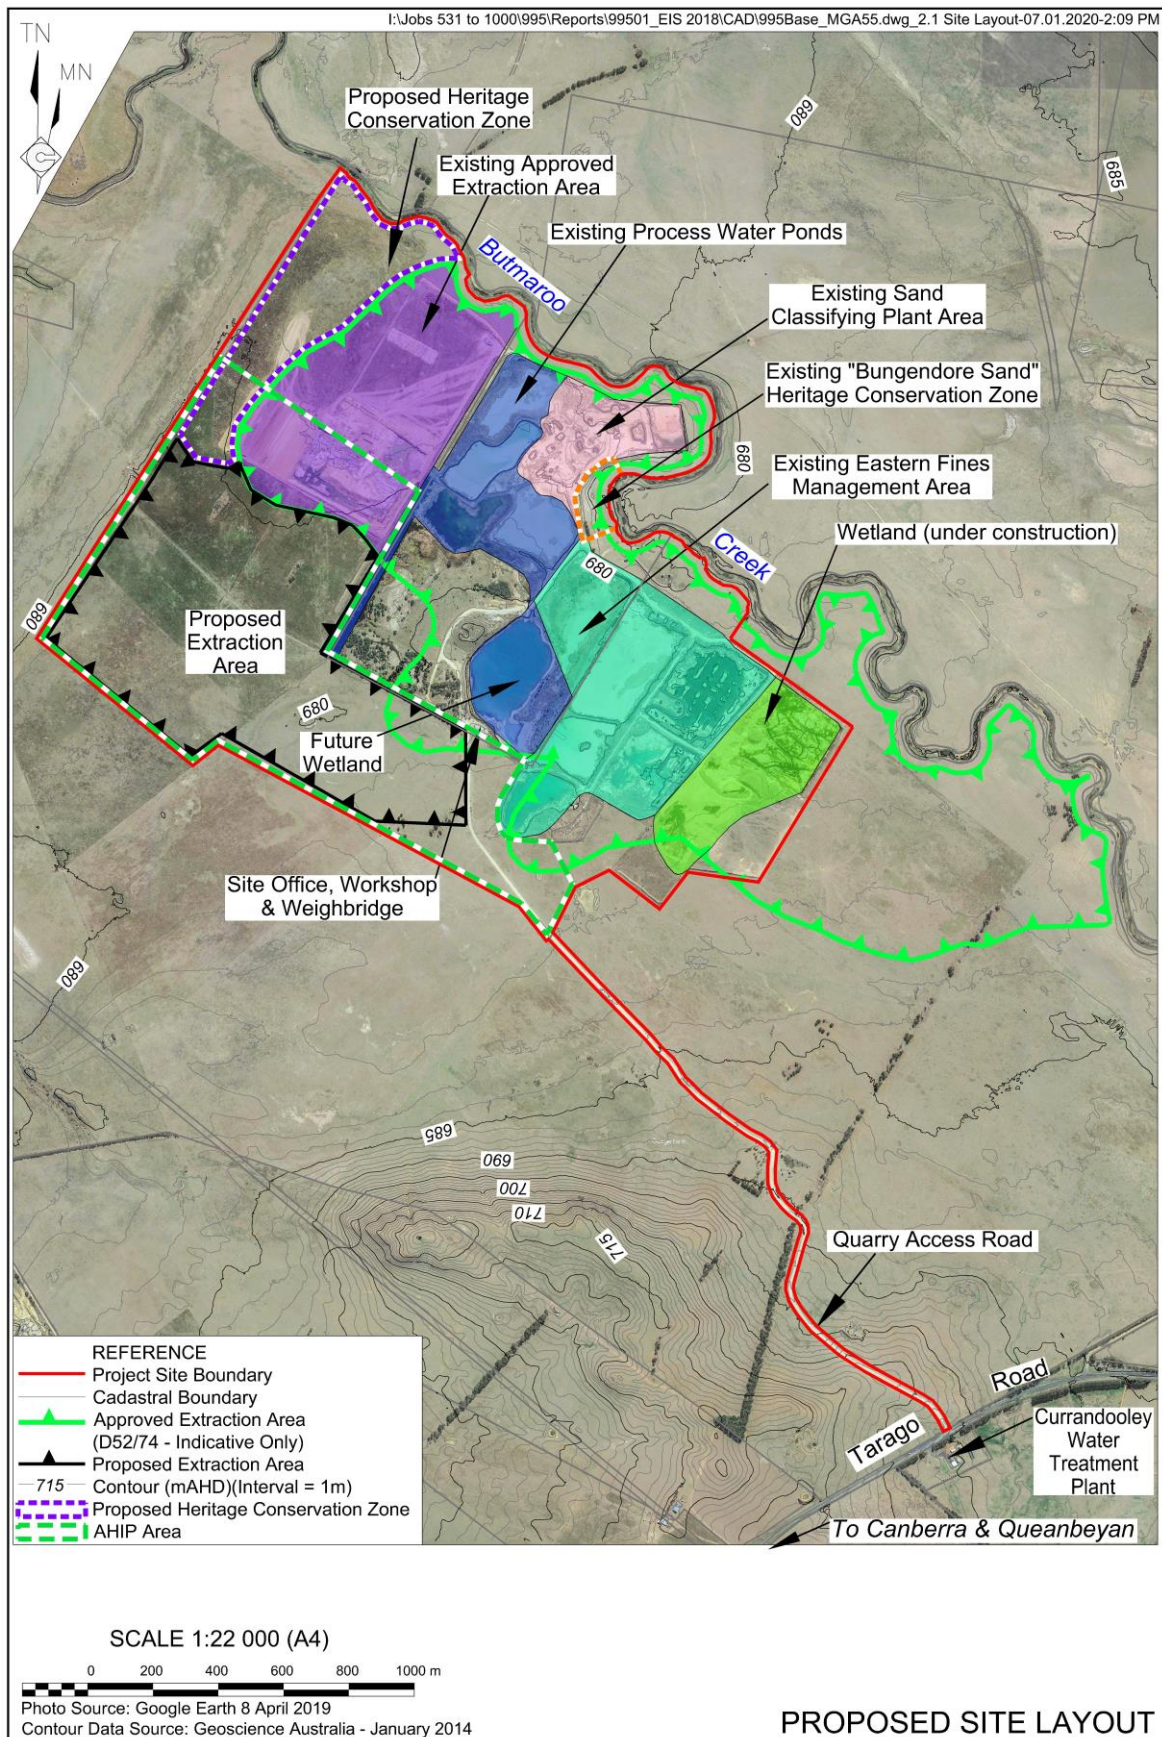 I:\Jobs 531 to 1000\995\Reports\99501_EIS 2018\CAD\995Base_MGA55.dwg_2.1 Site Layout-07.01.2020-2:09 PM
TN
MN
Proposed Heritage
Conservation Zone
Existing Approved
Extraction Area
Existing Process Water Ponds
Butmaroo
Existing Sand
Classifying Plant Area
Existing "Bungendore Sand"
Heritage Conservation Zone
Existing Eastern Fines
Management Area
Wetland (under construction)
Creek
680
685
680
680
680
680
680
Proposed
Extraction
Area
Future
Wetland
Site Office, Workshop
& Weighbridge
685
690
700
710
715
Quarry Access Road
Tarago
Road
Currandooley
Water
Treatment
Plant
To Canberra & Queanbeyan
REFERENCE
Project Site Boundary
Cadastral Boundary
Approved Extraction Area
(D52/74 - Indicative Only)
Proposed Extraction Area
715 Contour (mAHD)(Interval = 1m)
Proposed Heritage Conservation Zone
AHIP Area
SCALE 1:22 000 (A4)
0 200 400 600 800 1000 m
Photo Source: Google Earth 8 April 2019
Contour Data Source: Geoscience Australia - January 2014
PROPOSED SITE LAYOUT